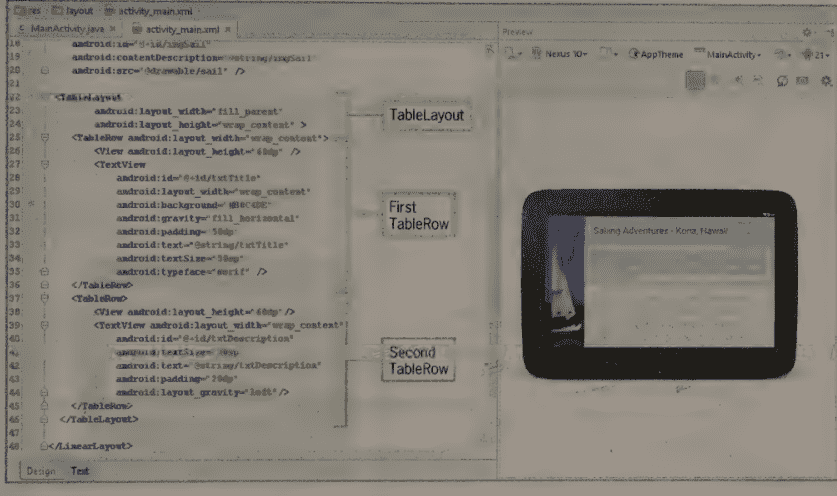 res layout activity_main.xml
MainActivity.java × activity_main.xml ×
Preview
Nexus 10 AppTheme MainActivity 21
18 android:id="@+id/imgSail"
19 android:contentDescription="@string/imgSail"
20 android:src="@drawable/sail" />
21
22 <TableLayout
23 android:layout_width="fill_parent"
24 android:layout_height="wrap_content" >
25 <TableRow android:layout_width="wrap_content">
26 <View android:layout_height="60dp" />
27 <TextView
28 android:id="@+id/txtTitle"
29 android:layout_width="wrap_content"
30 android:background="#B0C4DE"
31 android:gravity="fill_horizontal"
32 android:padding="50dp"
33 android:text="@string/txtTitle"
34 android:textSize="30sp"
35 android:typeface="serif" />
36 </TableRow>
37 <TableRow>
38 <View android:layout_height="60dp"/>
39 <TextView android:layout_width="wrap_content"
40 android:id="@+id/txtDescription"
41 android:textSize=
42 android:text="@string/txtDescription"
43 android:padding="20dp"
44 android:layout_gravity="left"/>
45 </TableRow>
46 </TableLayout>
47
48 </LinearLayout>
TableLayout
First
TableRow
Second
TableRow
Sailing Adventures - Kona, Hawaii
Design Text